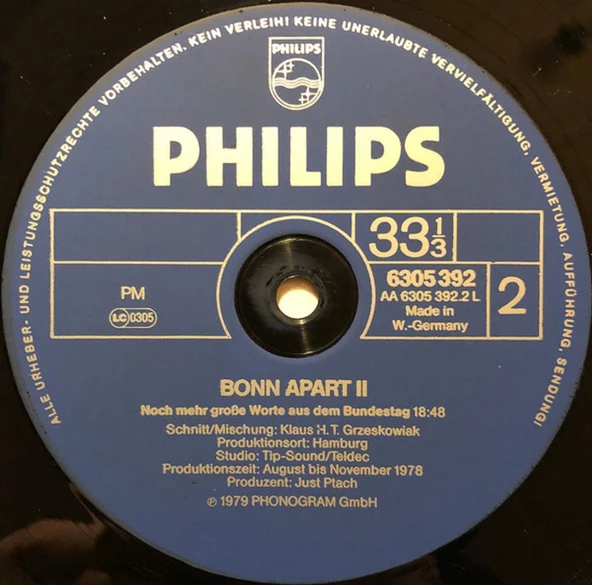 ALLE URHEBER- UND LEISTUNGSSCHUTZRECHTE VORBEHALTEN. KEIN VERLEIH! KEINE UNERLAUBTE VERVIELFÄLTIGUNG, VERMIETUNG, AUFFÜHRUNG, SENDUNG!
PHILIPS
PHILIPS
33 1/3
PM
LC 0305
6305 392
AA 6305 392.2 L
Made in
W.-Germany
2
BONN APART II
Noch mehr große Worte aus dem Bundestag 18:48
Schnitt/Mischung: Klaus H.T. Grzeskowiak
Produktionsort: Hamburg
Studio: Tip-Sound/Teldec
Produktionszeit: August bis November 1978
Produzent: Just Ptach
℗ 1979 PHONOGRAM GmbH